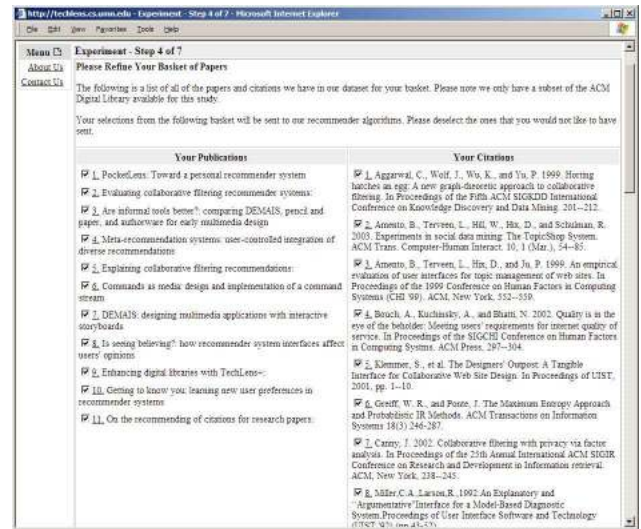 http://techlens.cs.umn.edu - Experiment - Step 4 of 7 - Microsoft Internet Explorer
File Edit View Favorites Tools Help
Menu
About Us
Contact Us
Experiment - Step 4 of 7
Please Refine Your Basket of Papers
The following is a list of all of the papers and citations we have in our dataset for your basket. Please note we only have a subset of the ACM
Digital Library available for this study.
Your selections from the following basket will be sent to our recommender algorithms. Please deselect the ones that you would not like to have
sent.
Your Publications
1. PocketLens: Toward a personal recommender system
2. Evaluating collaborative filtering recommender systems:
3. Are informal tools better?: comparing DEMAIS, pencil and
paper, and authorware for early multimedia design
4. Meta-recommendation systems: user-controlled integration of
diverse recommendations
5. Explaining collaborative filtering recommendations:
6. Commands as media: design and implementation of a command
stream
7. DEMAIS: designing multimedia applications with interactive
storyboards
8. Is seeing believing?: how recommender system interfaces affect
users' opinions
9. Enhancing digital libraries with TechLens+:
10. Getting to know you: learning new user preferences in
recommender systems
11. On the recommending of citations for research papers:
Your Citations
1. Aggarwal, C., Wolf, J., Wu, K., and Yu, P. 1999. Horting
hatches an egg: A new graph-theoretic approach to collaborative
filtering. In Proceedings of the Fifth ACM SIGKDD International
Conference on Knowledge Discovery and Data Mining. 201--212.
2. Amento, B., Terveen, L., Hill, W., Hix, D., and Schulman, R.
2003. Experiments in social data mining: The TopicShop System.
ACM Trans. Computer-Human Interact. 10, 1 (Mar.), 54--85.
3. Amento, B., Terveen, L., Hix, D., and Ju, P. 1999. An empirical
evaluation of user interfaces for topic management of web sites. In
Proceedings of the 1999 Conference on Human Factors in Computing
Systems (CHI '99). ACM, New York, 552--559.
4. Bouch, A., Kuchinsky, A., and Bhatti, N. 2002. Quality is in the
eye of the beholder: Meeting users' requirements for internet quality of
service. In Proceedings of the SIGCHI Conference on Human Factors
in Computing Systms. ACM Press, 297--304.
5. Klemmer, S., et al. The Designers' Outpost: A Tangible
Interface for Collaborative Web Site Design. In Proceedings of UIST,
2001, pp. 1--10.
6. Greiff, W. R., and Ponte, J. The Maximum Entropy Approach
and Probabilistic IR Methods. ACM Transactions on Information
Systems 18(3) 246-287.
7. Canny, J. 2002. Collaborative filtering with privacy via factor
analysis. In Proceedings of the 25th Annual International ACM SIGIR
Conference on Research and Development in Information retrieval.
ACM, New York, 238--245.
8. Miller,C.A.,Larson,R.,1992.An Explanatory and
"Argumentative"Interface for a Model-Based Diagnostic
System.Proceedings of User Interface Software and Technology
(UIST '92) (pp.43-52).